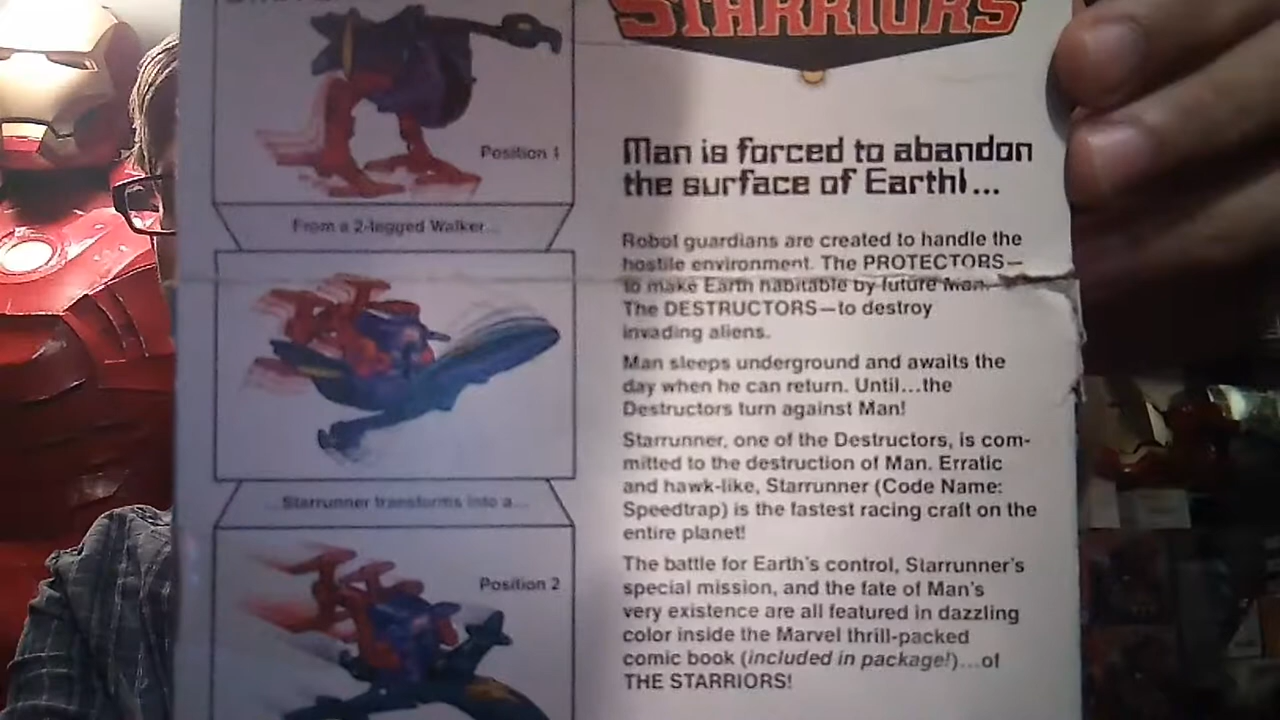 STARRIORS
Position 1
From a 2-legged Walker...
...Starrunner transforms into a...
Position 2
Man is forced to abandon
the surface of Earth!...
Robot guardians are created to handle the
hostile environment. The PROTECTORS—
to make Earth habitable by future Man.
The DESTRUCTORS—to destroy
invading aliens.
Man sleeps underground and awaits the
day when he can return. Until...the
Destructors turn against Man!
Starrunner, one of the Destructors, is com-
mitted to the destruction of Man. Erratic
and hawk-like, Starrunner (Code Name:
Speedtrap) is the fastest racing craft on the
entire planet!
The battle for Earth's control, Starrunner's
special mission, and the fate of Man's
very existence are all featured in dazzling
color inside the Marvel thrill-packed
comic book (included in package!)...of
THE STARRIORS!